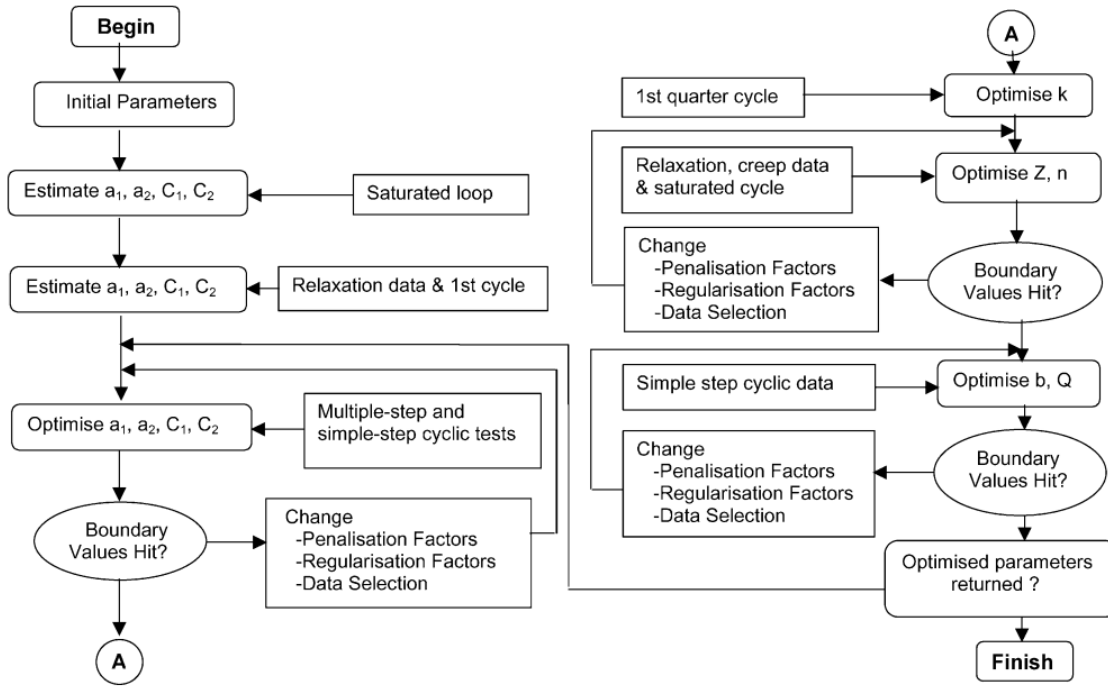 Begin
Initial Parameters
Estimate a₁, a₂, C₁, C₂
Saturated loop
Estimate a₁, a₂, C₁, C₂
Relaxation data & 1st cycle
Optimise a₁, a₂, C₁, C₂
Multiple-step and
simple-step cyclic tests
Boundary
Values Hit?
Change
-Penalisation Factors
-Regularisation Factors
-Data Selection
A
A
1st quarter cycle
Optimise k
Relaxation, creep data
& saturated cycle
Optimise Z, n
Change
-Penalisation Factors
-Regularisation Factors
-Data Selection
Boundary
Values Hit?
Simple step cyclic data
Optimise b, Q
Change
-Penalisation Factors
-Regularisation Factors
-Data Selection
Boundary
Values Hit?
Optimised parameters
returned ?
Finish